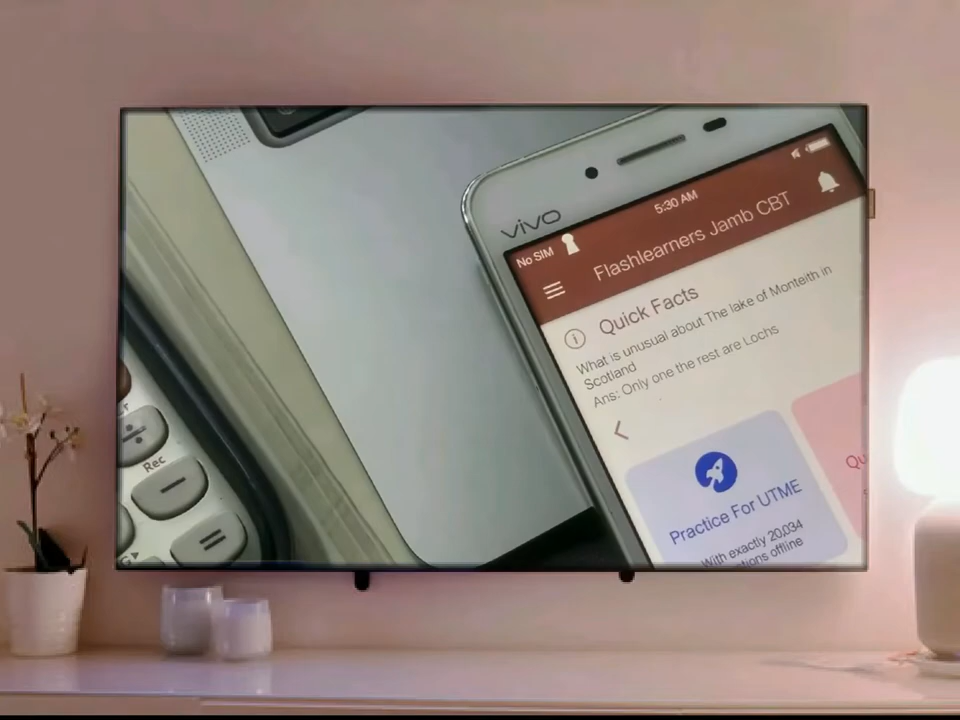 vivo
No SIM
5:30 AM
Flashlearners Jamb CBT
Quick Facts
What is unusual about The lake of Monteith in
Scotland
Ans: Only one the rest are Lochs
Practice For UTME
With exactly 20,034
Qu
Rec